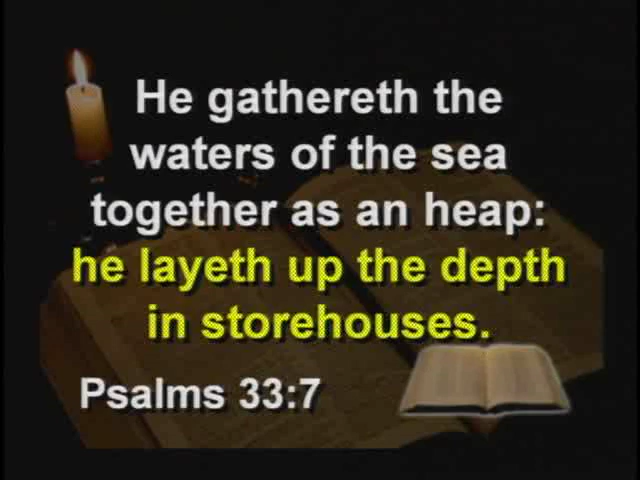 He gathereth the
waters of the sea
together as an heap:
he layeth up the depth
in storehouses.
Psalms 33:7